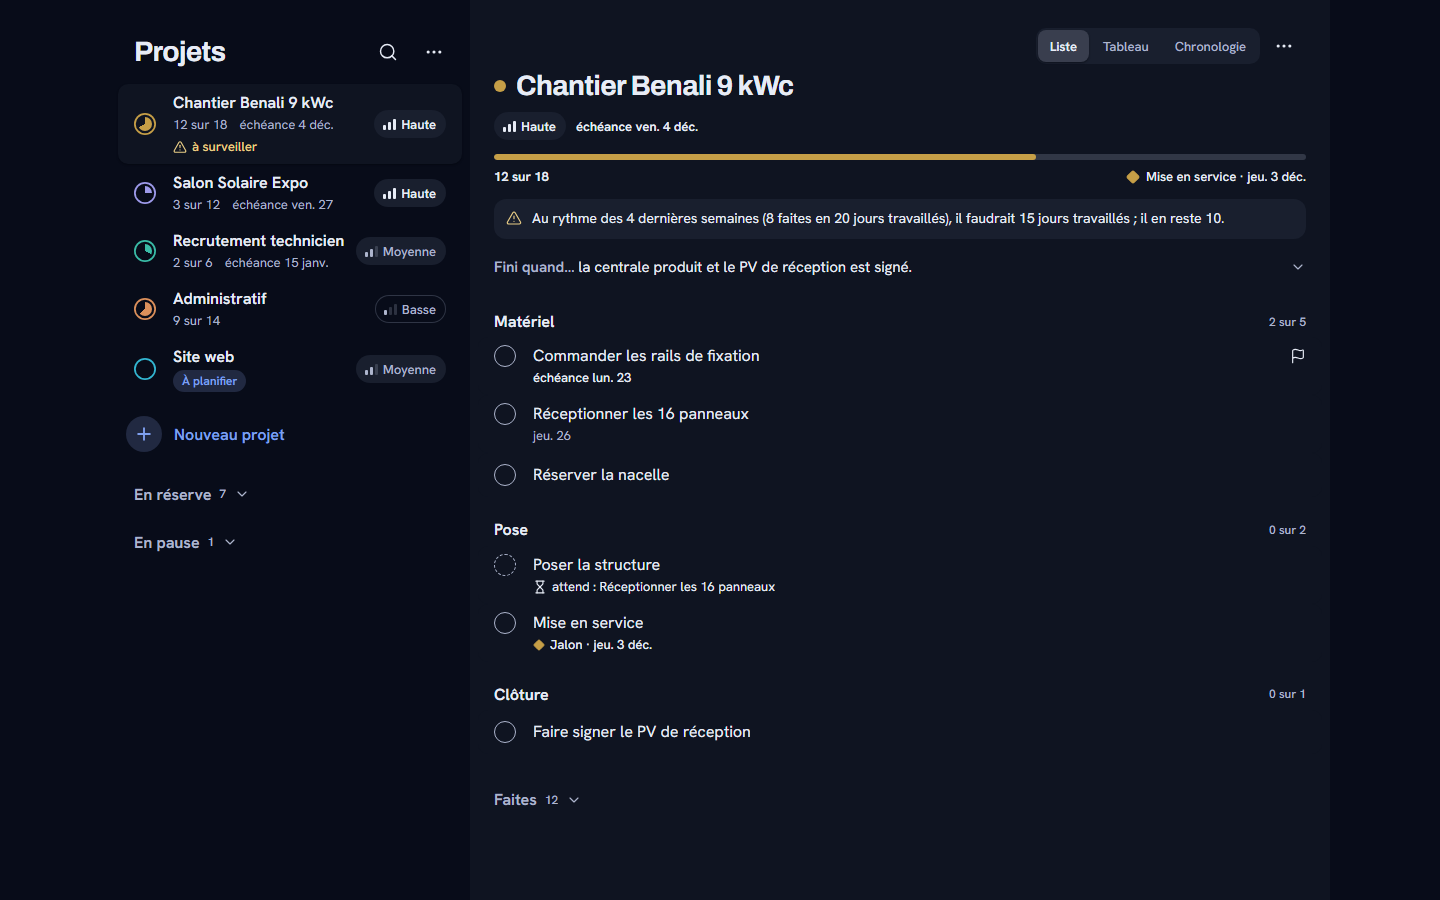 Projets
Chantier Benali 9 kWc
12 sur 18 échéance 4 déc.
à surveiller
Haute
Salon Solaire Expo
3 sur 12 échéance ven. 27
Haute
Recrutement technicien
2 sur 6 échéance 15 janv.
Moyenne
Administratif
9 sur 14
Basse
Site web
À planifier
Moyenne
Nouveau projet
En réserve 7
En pause 1
Liste Tableau Chronologie
Chantier Benali 9 kWc
Haute échéance ven. 4 déc.
12 sur 18
Mise en service · jeu. 3 déc.
Au rythme des 4 dernières semaines (8 faites en 20 jours travaillés), il faudrait 15 jours travaillés ; il en reste 10.
Fini quand… la centrale produit et le PV de réception est signé.
Matériel 2 sur 5
Commander les rails de fixation
échéance lun. 23
Réceptionner les 16 panneaux
jeu. 26
Réserver la nacelle
Pose 0 sur 2
Poser la structure
attend : Réceptionner les 16 panneaux
Mise en service
Jalon · jeu. 3 déc.
Clôture 0 sur 1
Faire signer le PV de réception
Faites 12